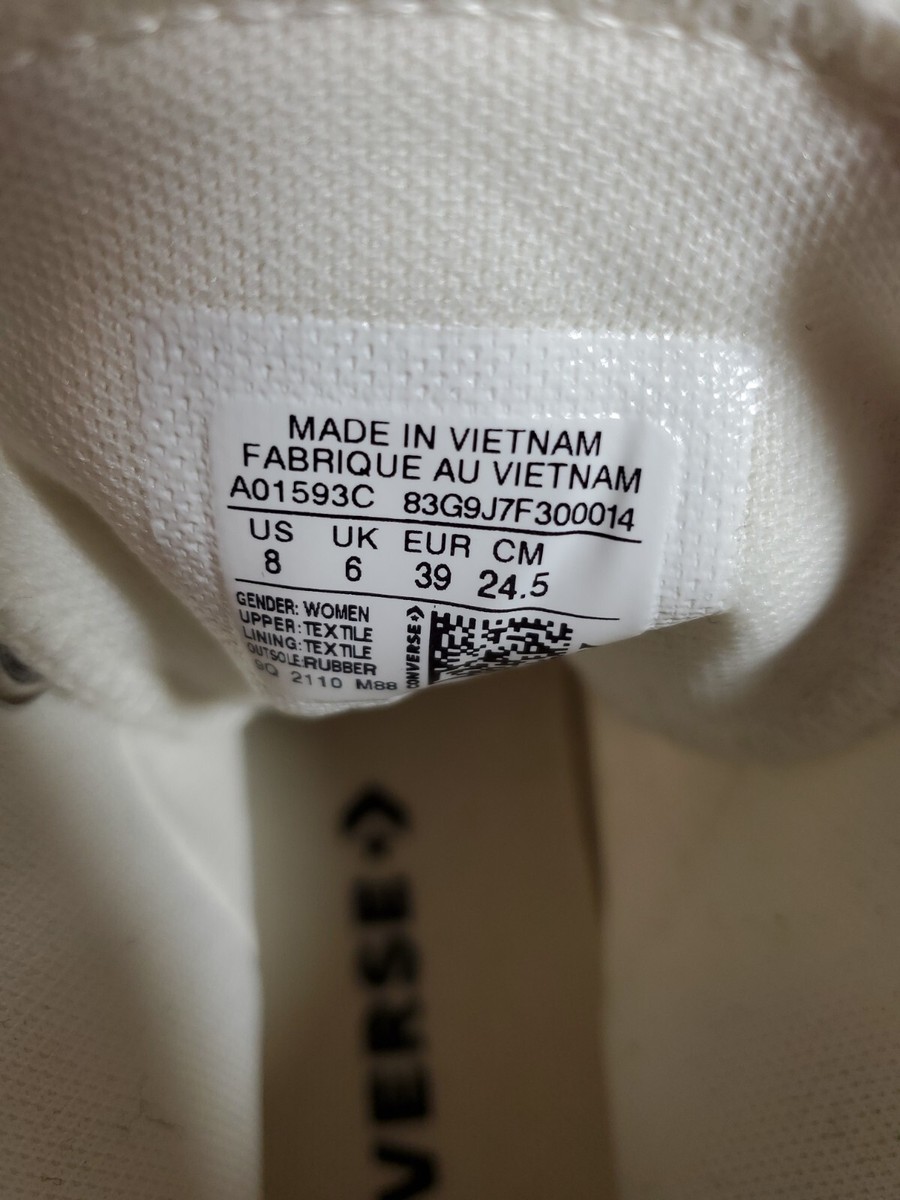 MADE IN VIETNAM
FABRIQUE AU VIETNAM
A01593C 83G9J7F300014
US UK EUR CM
8 6 39 24.5
GENDER: WOMEN
UPPER:TEXTILE
LINING:TEXTILE
OUTSOLE:RUBBER
2110 M88
CONVERSE
VERSE